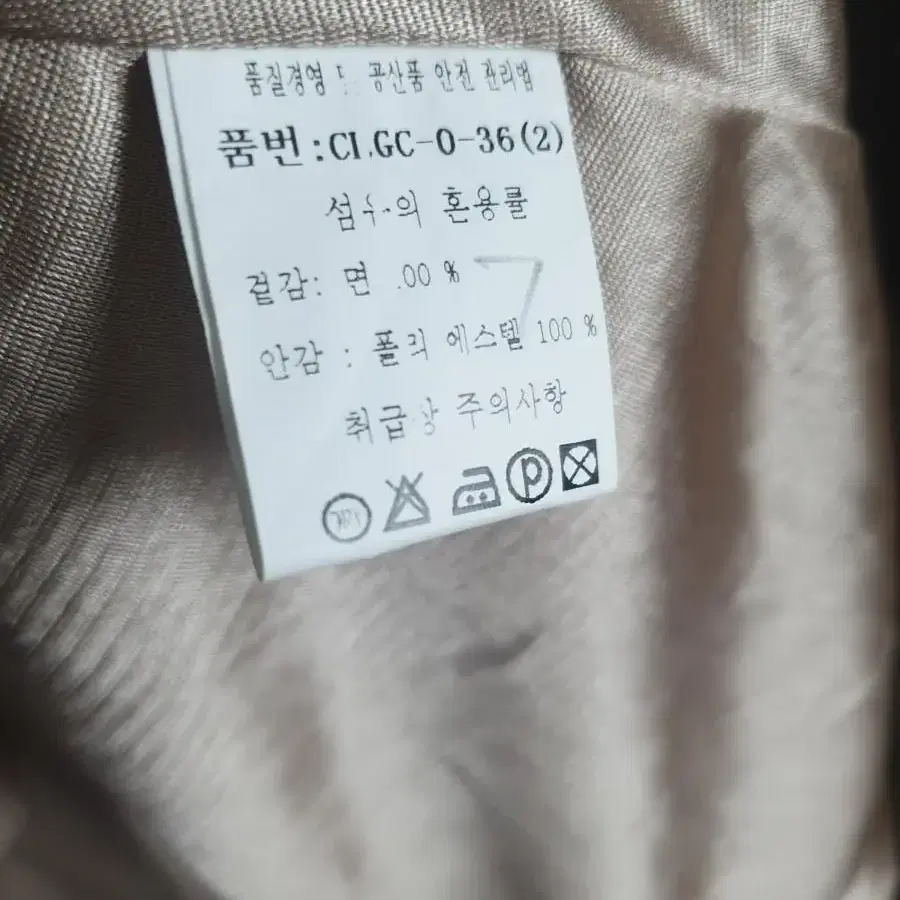 품질경영 및 공산품 안전 관리법
품번:CI.GC-O-36(2)
섬유의 혼용률
겉감: 면 .00 %
안감 : 폴리 에스텔 100 %
취급상 주의사항
P